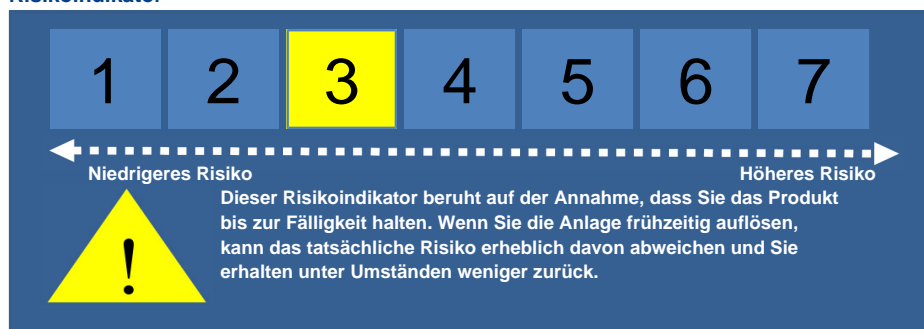 Risikoindikator
1 2 3 4 5 6 7
Niedrigeres Risiko Höheres Risiko
Dieser Risikoindikator beruht auf der Annahme, dass Sie das Produkt
bis zur Fälligkeit halten. Wenn Sie die Anlage frühzeitig auflösen,
kann das tatsächliche Risiko erheblich davon abweichen und Sie
erhalten unter Umständen weniger zurück.
!